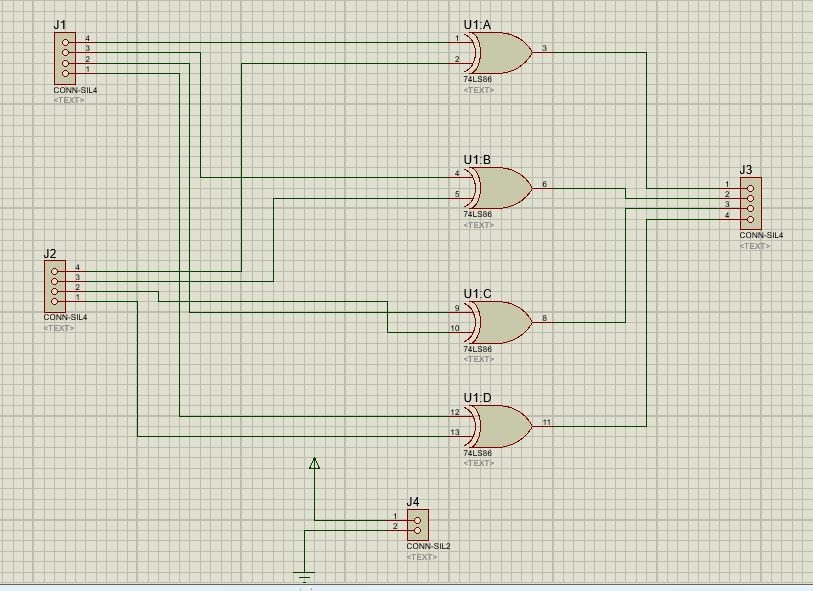 J1
4
3
2
1
CONN-SIL4
<TEXT>
U1:A
1
2
3
74LS86
<TEXT>
U1:B
4
5
6
74LS86
<TEXT>
J3
1
2
3
4
CONN-SIL4
<TEXT>
J2
4
3
2
1
CONN-SIL4
<TEXT>
U1:C
9
10
8
74LS86
<TEXT>
U1:D
12
13
11
74LS86
<TEXT>
J4
1
2
CONN-SIL2
<TEXT>